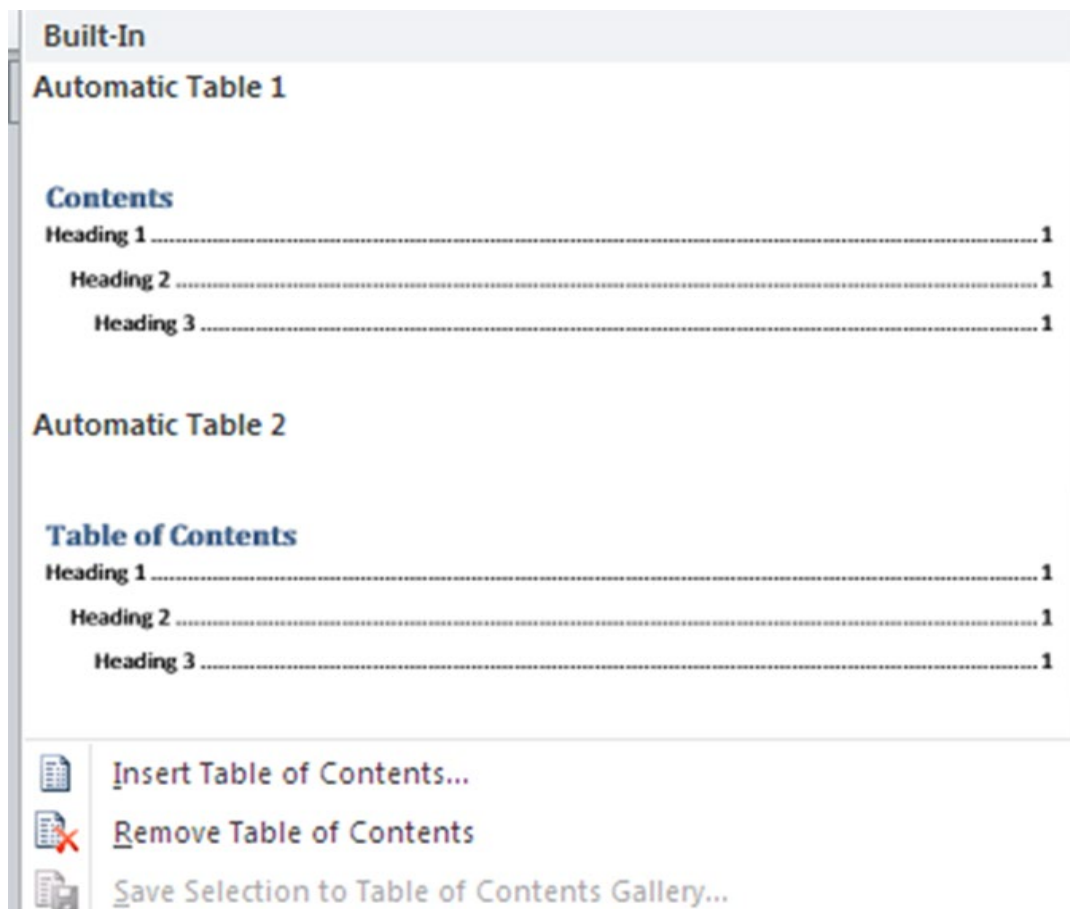 Built-In
Automatic Table 1
Contents
Heading 1........................................................................1
Heading 2........................................................................1
Heading 3........................................................................1
Automatic Table 2
Table of Contents
Heading 1........................................................................1
Heading 2........................................................................1
Heading 3........................................................................1
Insert Table of Contents...
Remove Table of Contents
Save Selection to Table of Contents Gallery...